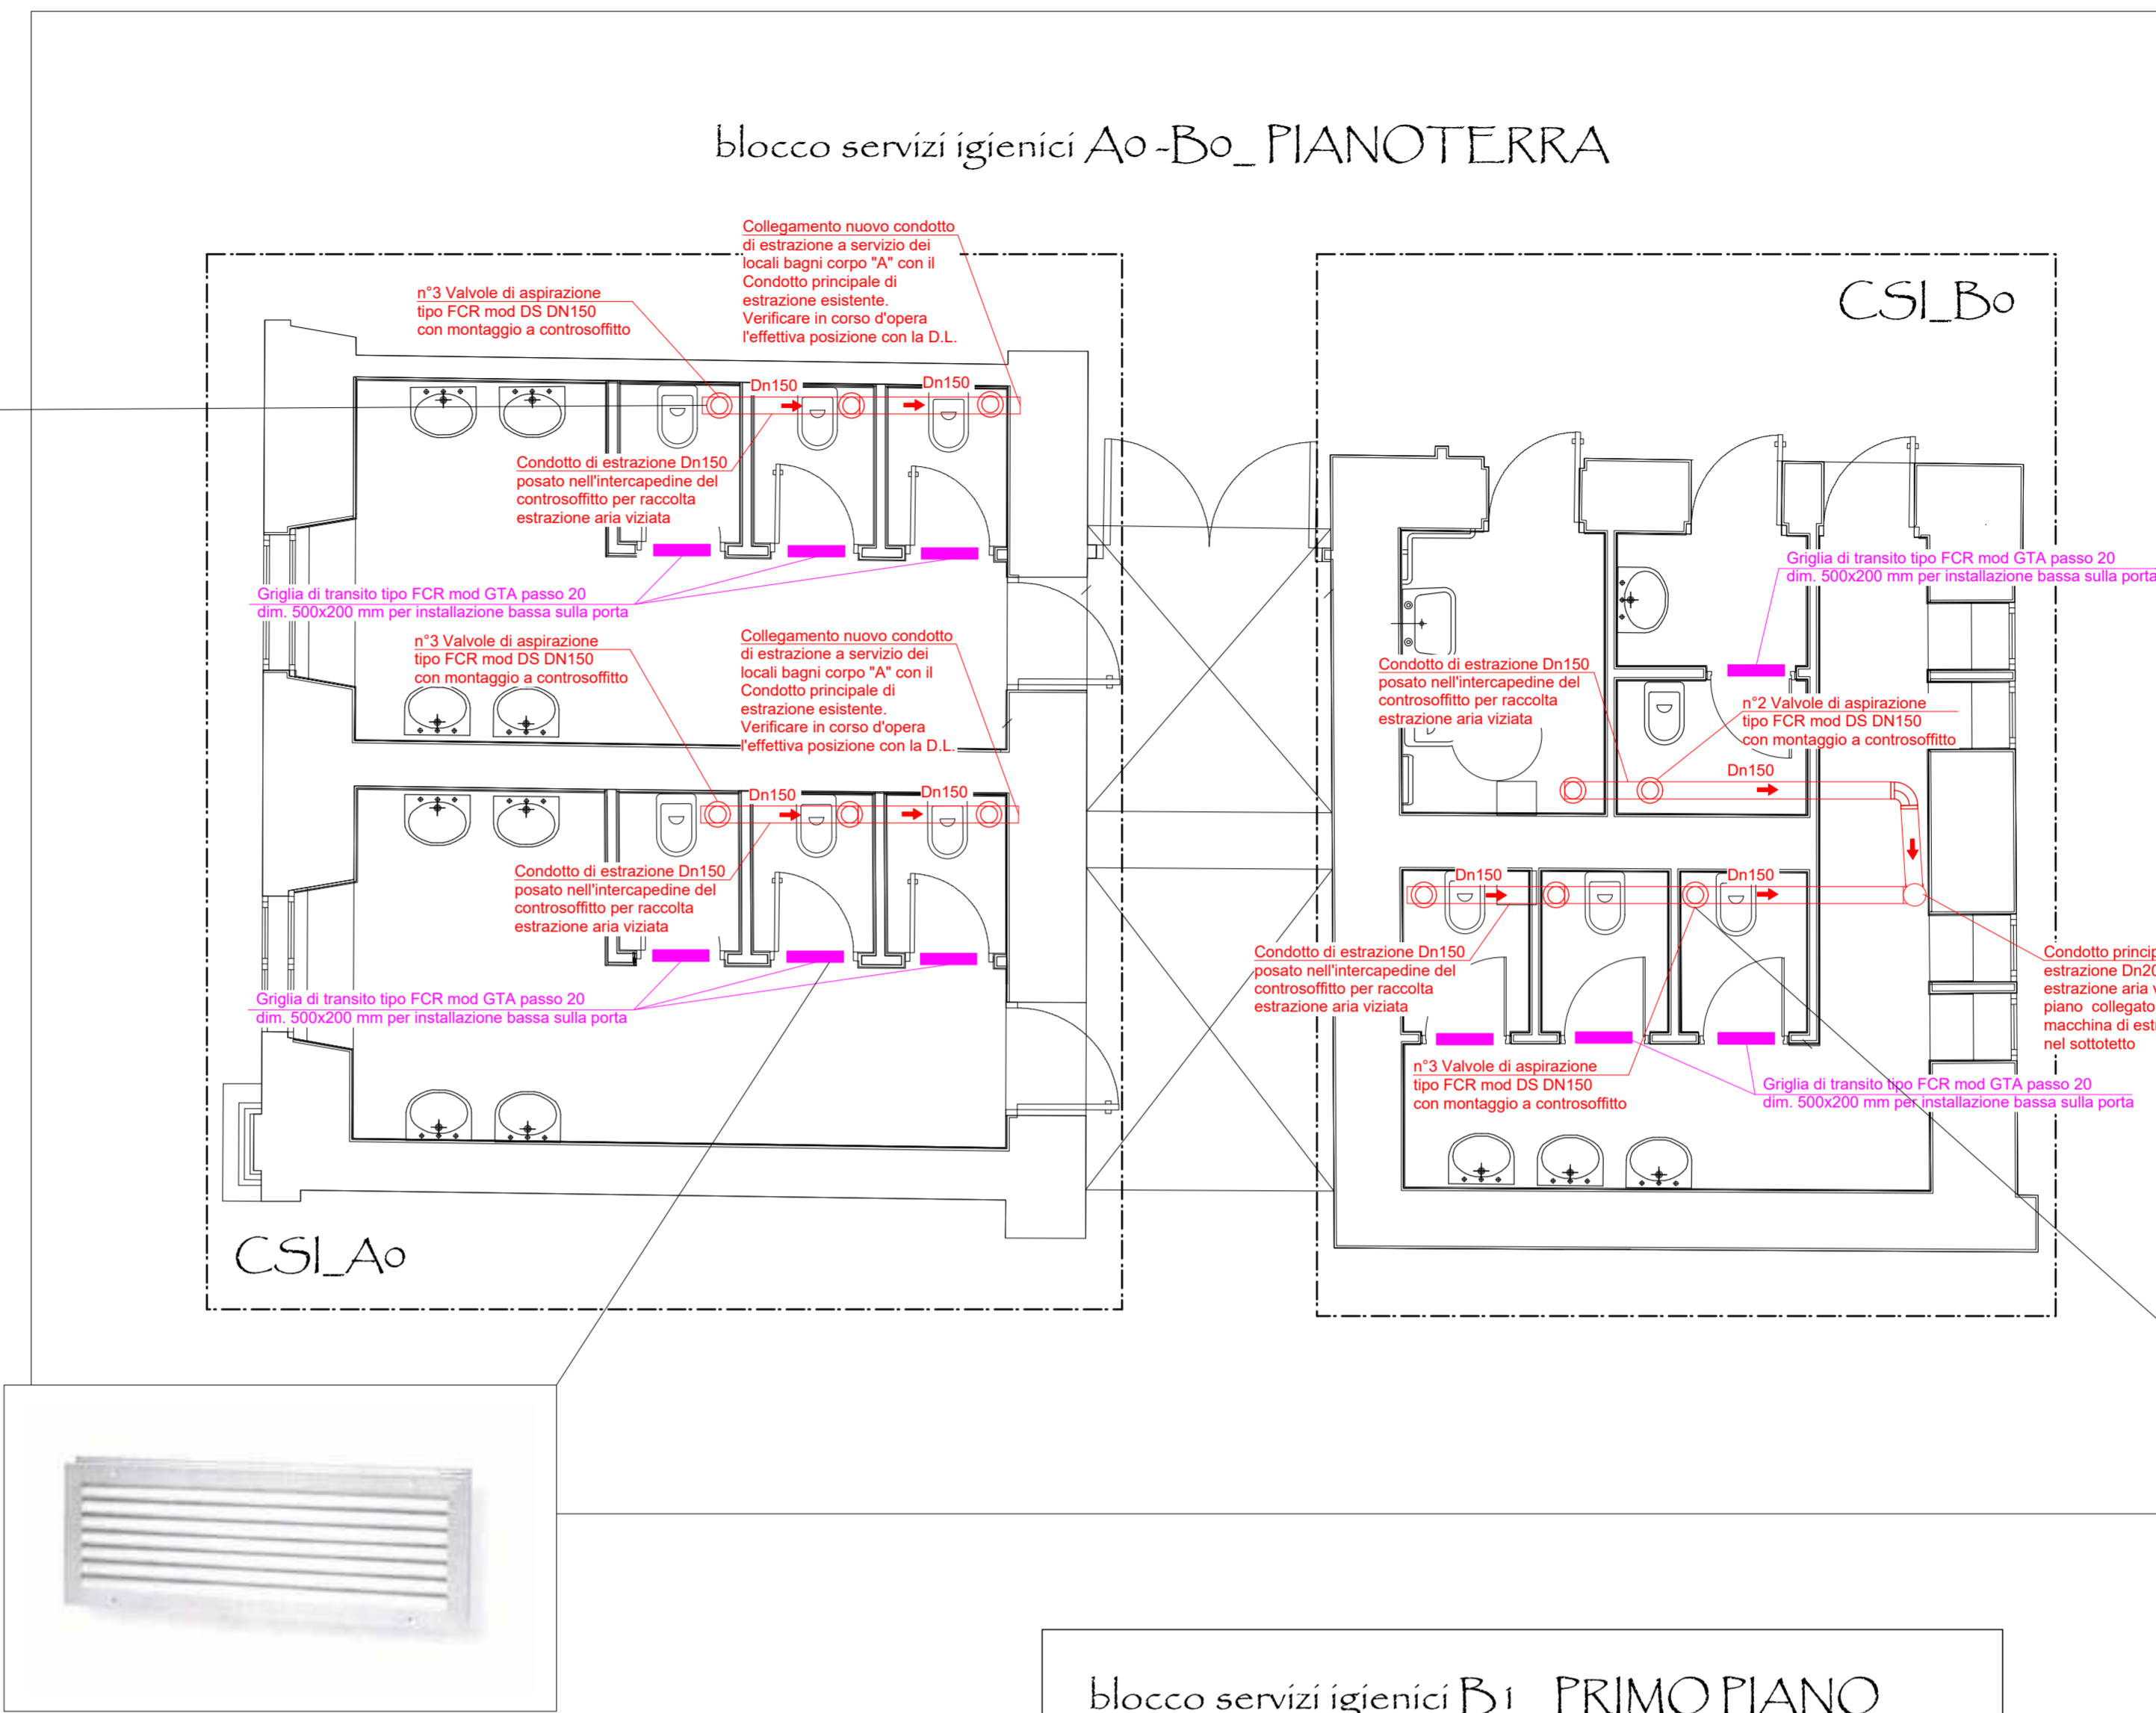 blocco servizi igienici A0-B0_ PIANOTERRA
Collegamento nuovo condotto
di estrazione a servizio dei
locali bagni corpo "A" con il
Condotto principale di
estrazione esistente.
Verificare in corso d'opera
l'effettiva posizione con la D.L.
n°3 Valvole di aspirazione
tipo FCR mod DS DN150
con montaggio a controsoffitto
CSI_B0
Dn150
Dn150
Condotto di estrazione Dn150
posato nell'intercapedine del
controsoffitto per raccolta
estrazione aria viziata
Griglia di transito tipo FCR mod GTA passo 20
dim. 500x200 mm per installazione bassa sulla porta
Griglia di transito tipo FCR mod GTA passo 20
dim. 500x200 mm per installazione bassa sulla porta
n°3 Valvole di aspirazione
tipo FCR mod DS DN150
con montaggio a controsoffitto
Collegamento nuovo condotto
di estrazione a servizio dei
locali bagni corpo "A" con il
Condotto principale di
estrazione esistente.
Verificare in corso d'opera
l'effettiva posizione con la D.L.
Condotto di estrazione Dn150
posato nell'intercapedine del
controsoffitto per raccolta
estrazione aria viziata
n°2 Valvole di aspirazione
tipo FCR mod DS DN150
con montaggio a controsoffitto
Dn150
Dn150
Dn150
Condotto di estrazione Dn150
posato nell'intercapedine del
controsoffitto per raccolta
estrazione aria viziata
Dn150
Dn150
Condotto di estrazione Dn150
posato nell'intercapedine del
controsoffitto per raccolta
estrazione aria viziata
Condotto princip
estrazione Dn20
estrazione aria v
piano collegato
macchina di est
nel sottotetto
Griglia di transito tipo FCR mod GTA passo 20
dim. 500x200 mm per installazione bassa sulla porta
n°3 Valvole di aspirazione
tipo FCR mod DS DN150
con montaggio a controsoffitto
Griglia di transito tipo FCR mod GTA passo 20
dim. 500x200 mm per installazione bassa sulla porta
CSI_A0
blocco servizi igienici B1 PRIMO PIANO